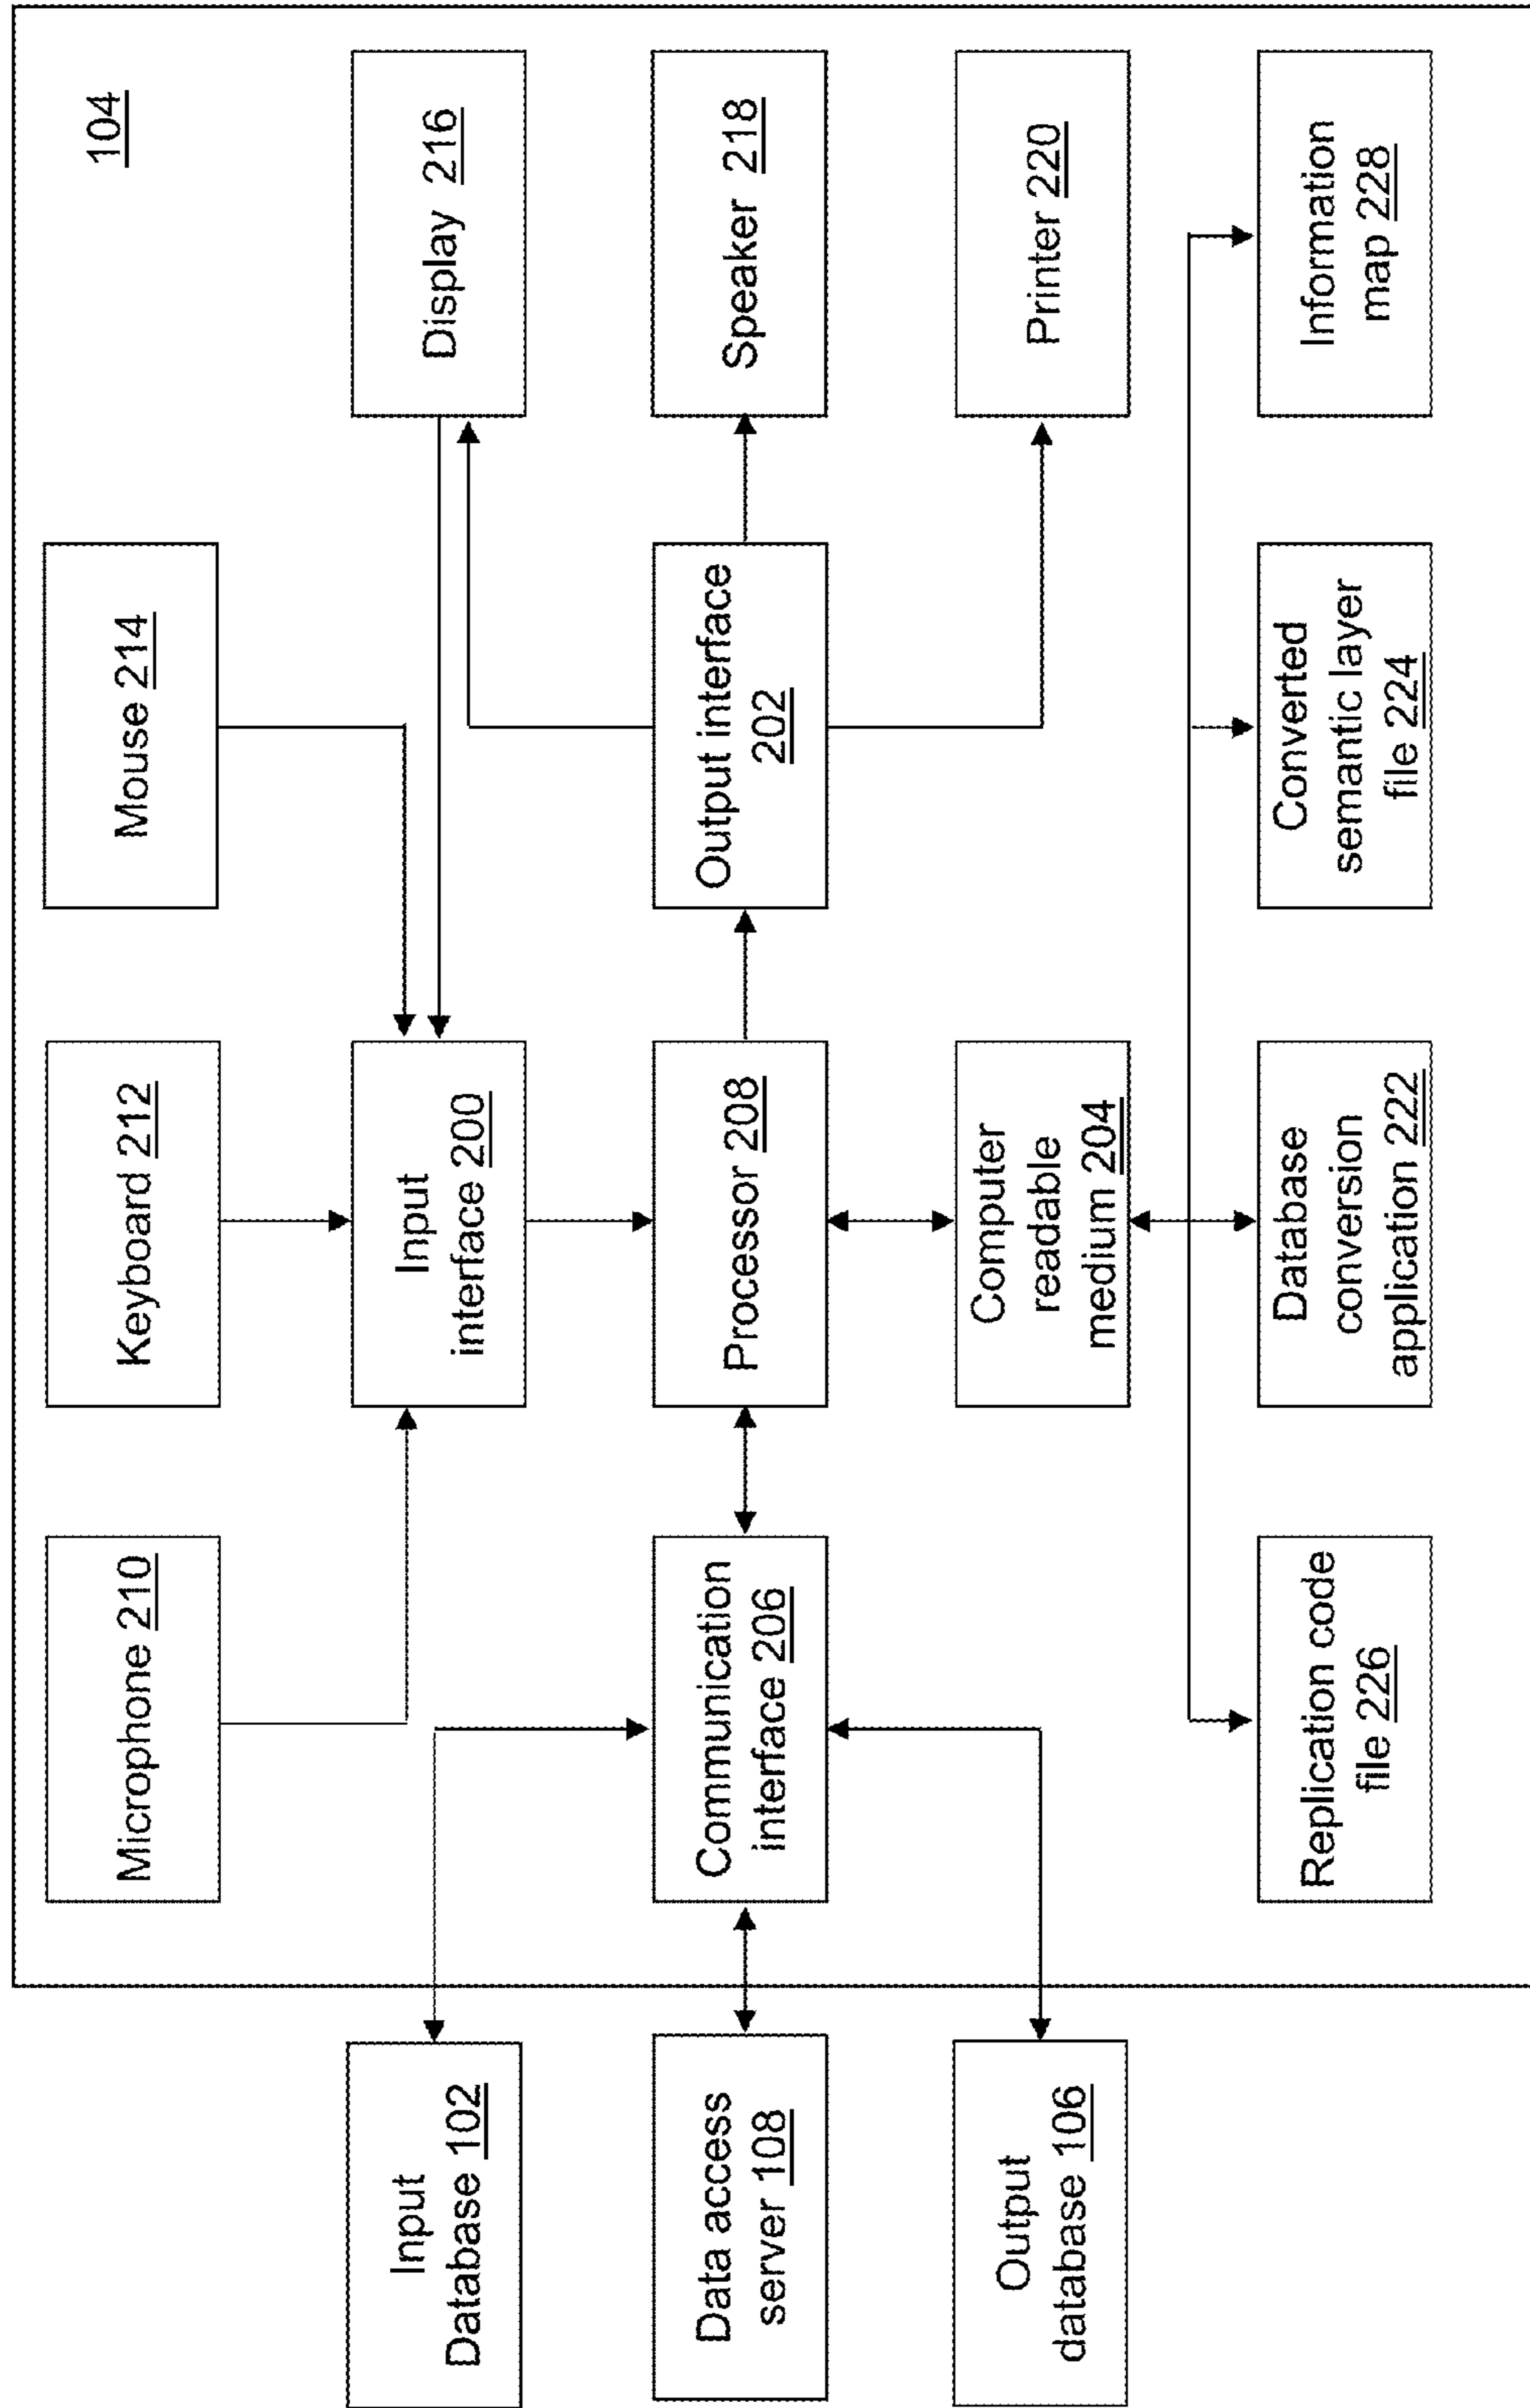 104
Microphone 210
Keyboard 212
Mouse 214
Input
Database 102
Input
interface 200
Display 216
Data access
server 108
Communication
interface 206
Processor 208
Output interface
202
Speaker 218
Output
database 106
Computer
readable
medium 204
Printer 220
Replication code
file 226
Database
conversion
application 222
Converted
semantic layer
file 224
Information
map 228